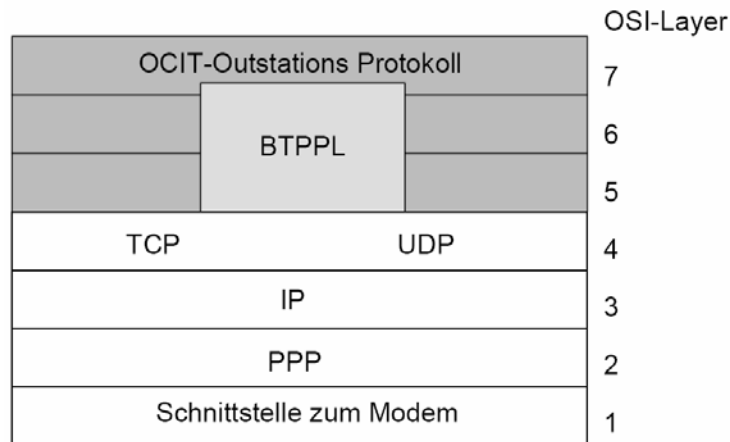 OSI-Layer
OCIT-Outstations Protokoll
7
6
BTPPL
5
TCP UDP
4
IP
3
PPP
2
Schnittstelle zum Modem
1